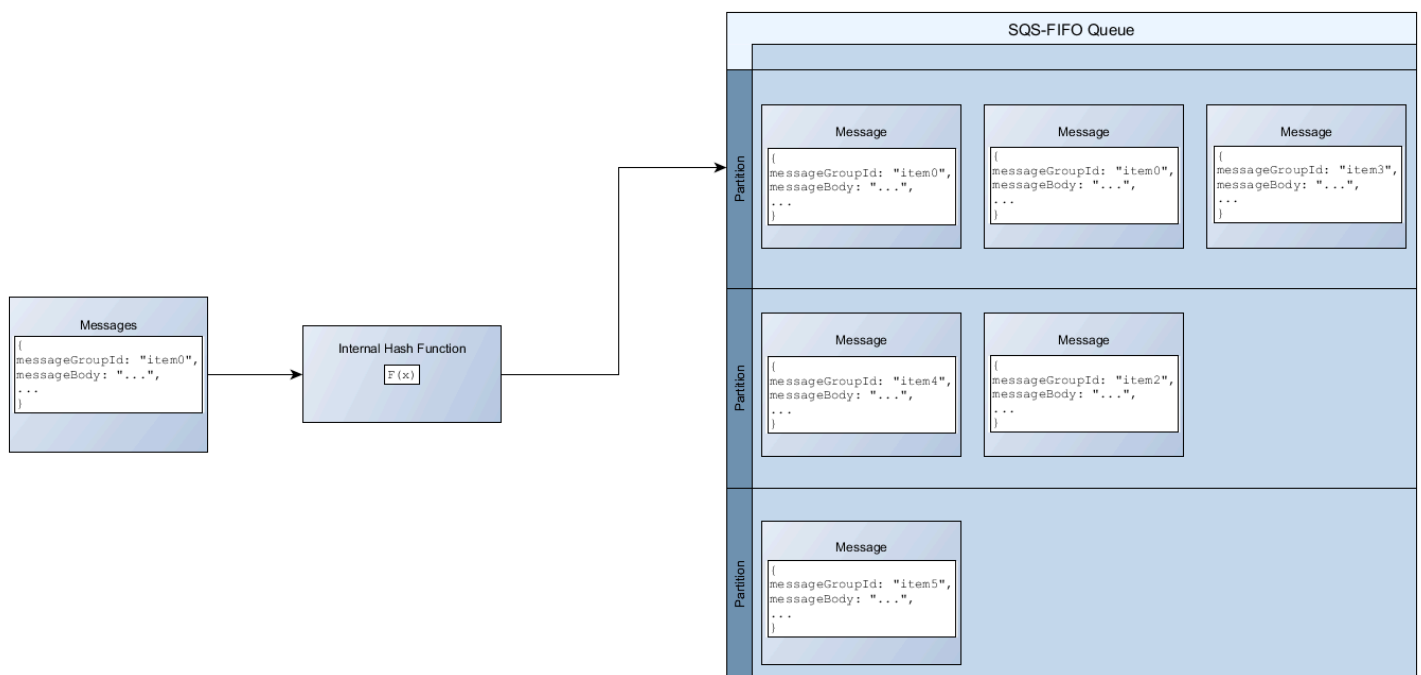 SQS-FIFO Queue
Partition
Message
{
messageGroupId: "item0",
messageBody: "...",
...
}
Message
{
messageGroupId: "item0",
messageBody: "...",
...
}
Message
{
messageGroupId: "item3",
messageBody: "...",
...
}
Messages
{
messageGroupId: "item0",
messageBody: "...",
...
}
Internal Hash Function
F(x)
Partition
Message
{
messageGroupId: "item4",
messageBody: "...",
...
}
Message
{
messageGroupId: "item2",
messageBody: "...",
...
}
Partition
Message
{
messageGroupId: "item5",
messageBody: "...",
...
}